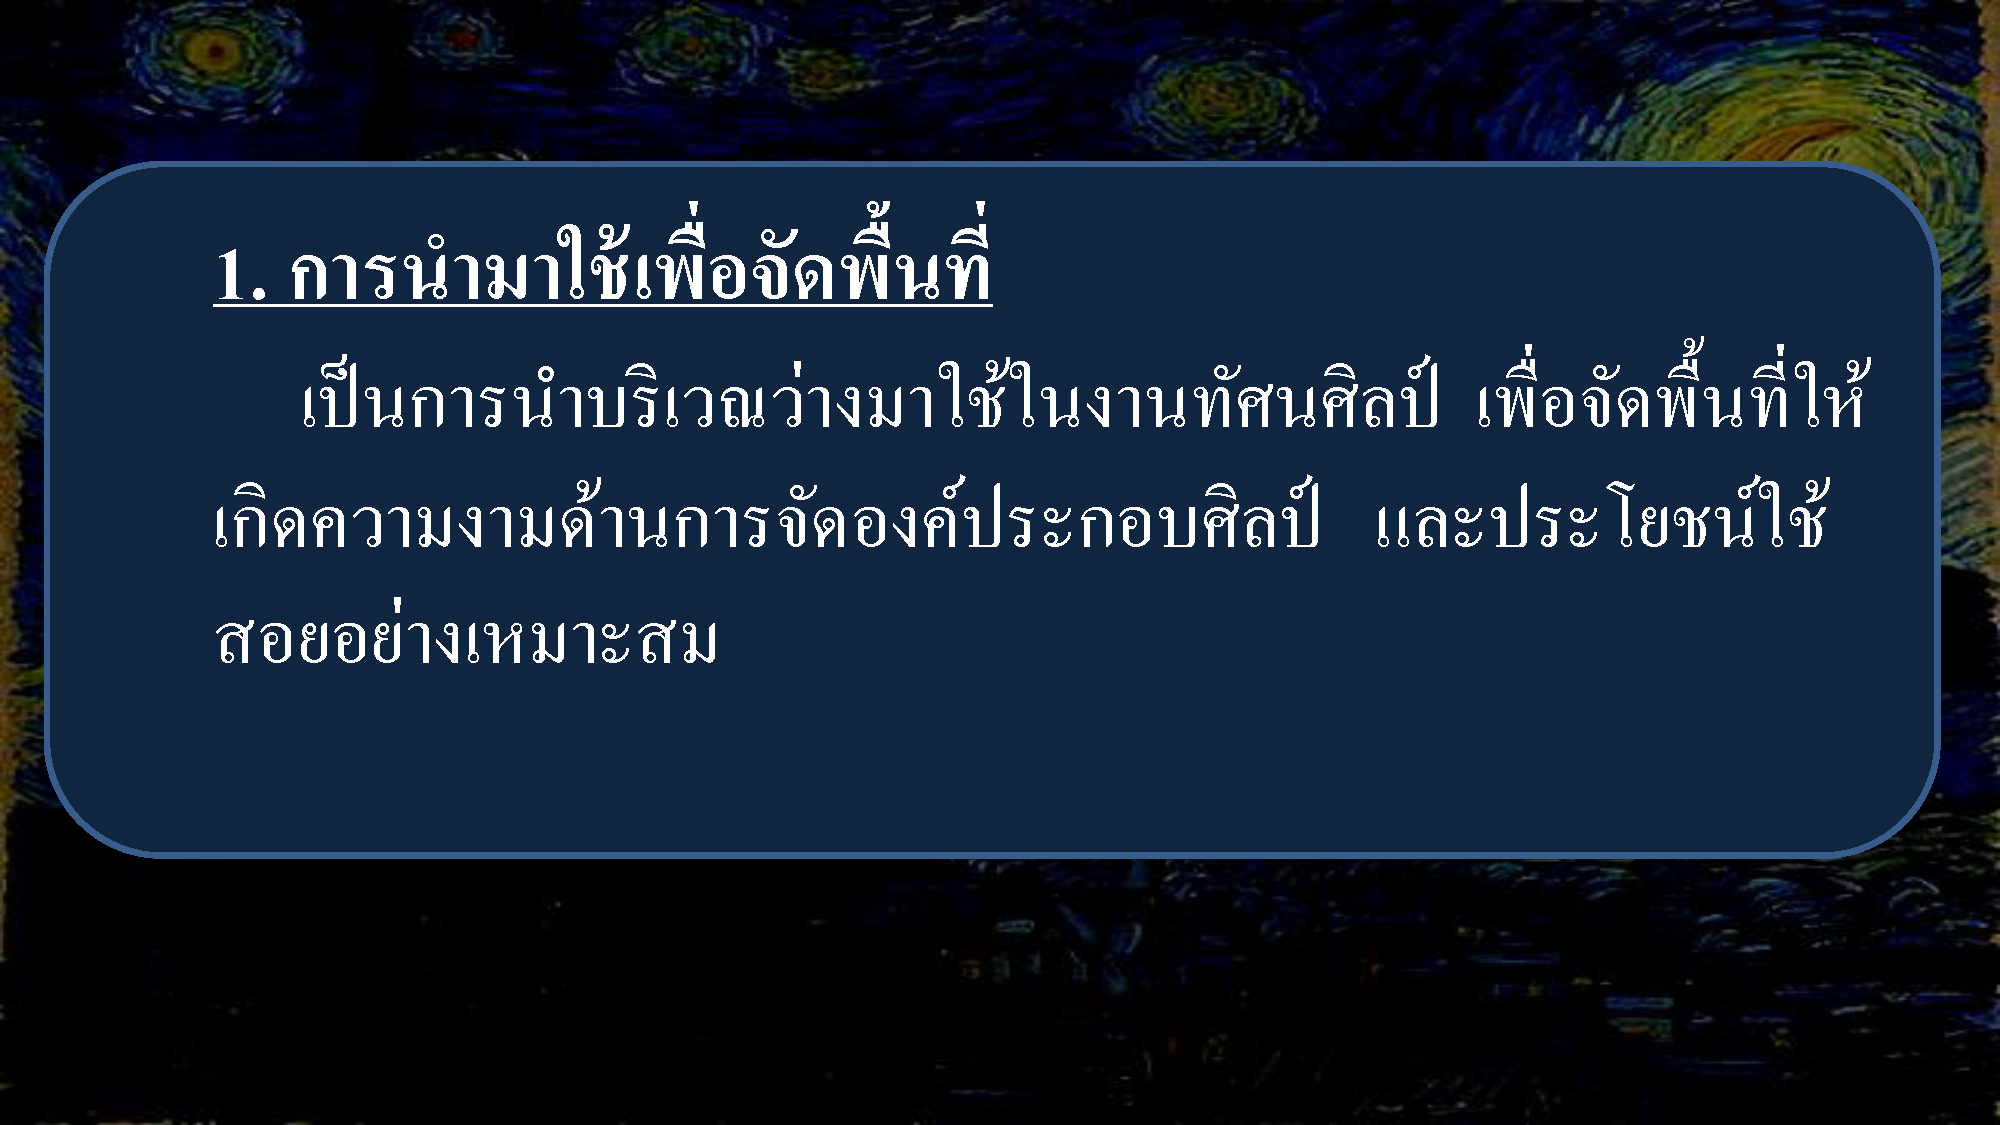 1. การนำมาใช้เพื่อจัดพื้นที่
เป็นการนำบริเวณว่างมาใช้ในงานทัศนศิลป์ เพื่อจัดพื้นที่ให้
เกิดความงามด้านการจัดองค์ประกอบศิลป์ และประโยชน์ใช้
สอยอย่างเหมาะสม